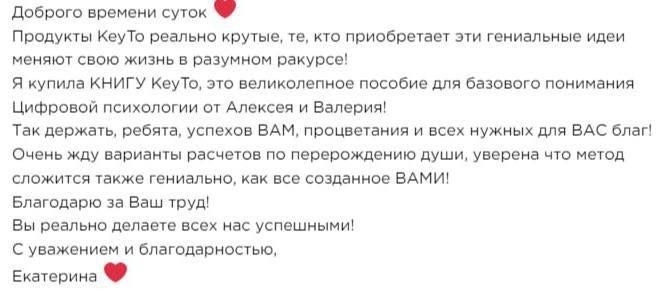 Доброго времени суток ❤️
Продукты KeyTo реально крутые, те, кто приобретает эти гениальные идеи
меняют свою жизнь в разумном ракурсе!
Я купила КНИГУ KeyTo, это великолепное пособие для базового понимания
Цифровой психологии от Алексея и Валерия!
Так держать, ребята, успехов ВАМ, процветания и всех нужных для ВАС благ!
Очень жду варианты расчетов по перерождению души, уверена что метод
сложится также гениально, как все созданное ВАМИ!
Благодарю за Ваш труд!
Вы реально делаете всех нас успешными!
С уважением и благодарностью,
Екатерина ❤️